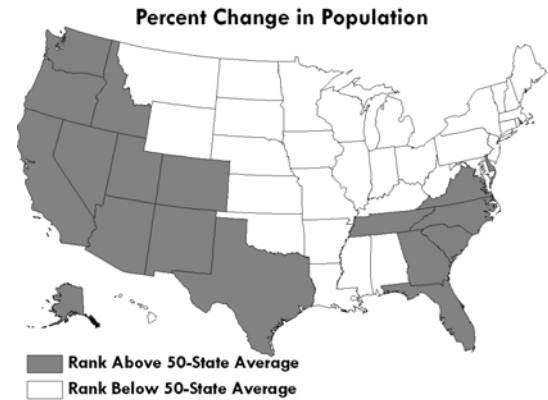 Percent Change in Population
Rank Above 50-State Average
Rank Below 50-State Average